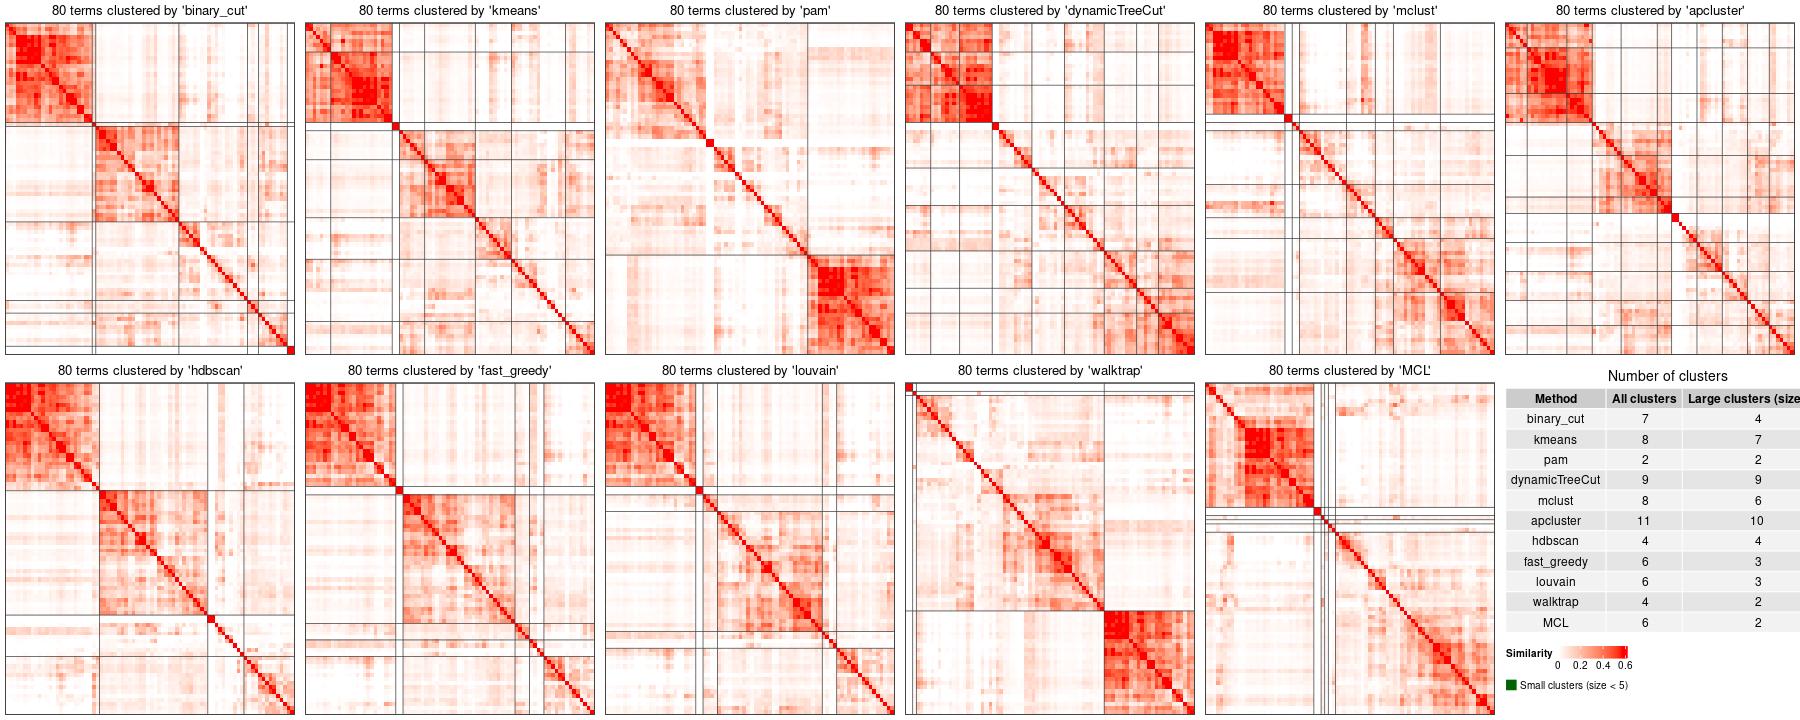 80 terms clustered by 'binary_cut'
80 terms clustered by 'kmeans'
80 terms clustered by 'pam'
80 terms clustered by 'dynamicTreeCut'
80 terms clustered by 'mclust'
80 terms clustered by 'apcluster'
80 terms clustered by 'hdbscan'
80 terms clustered by 'fast_greedy'
80 terms clustered by 'louvain'
80 terms clustered by 'walktrap'
80 terms clustered by 'MCL'
Number of clusters
Method All clusters Large clusters (size
binary_cut 7 4
kmeans 8 7
pam 2 2
dynamicTreeCut 9 9
mclust 8 6
apcluster 11 10
hdbscan 4 4
fast_greedy 6 3
louvain 6 3
walktrap 4 2
MCL 6 2
Similarity
0 0.2 0.4 0.6
Small clusters (size < 5)